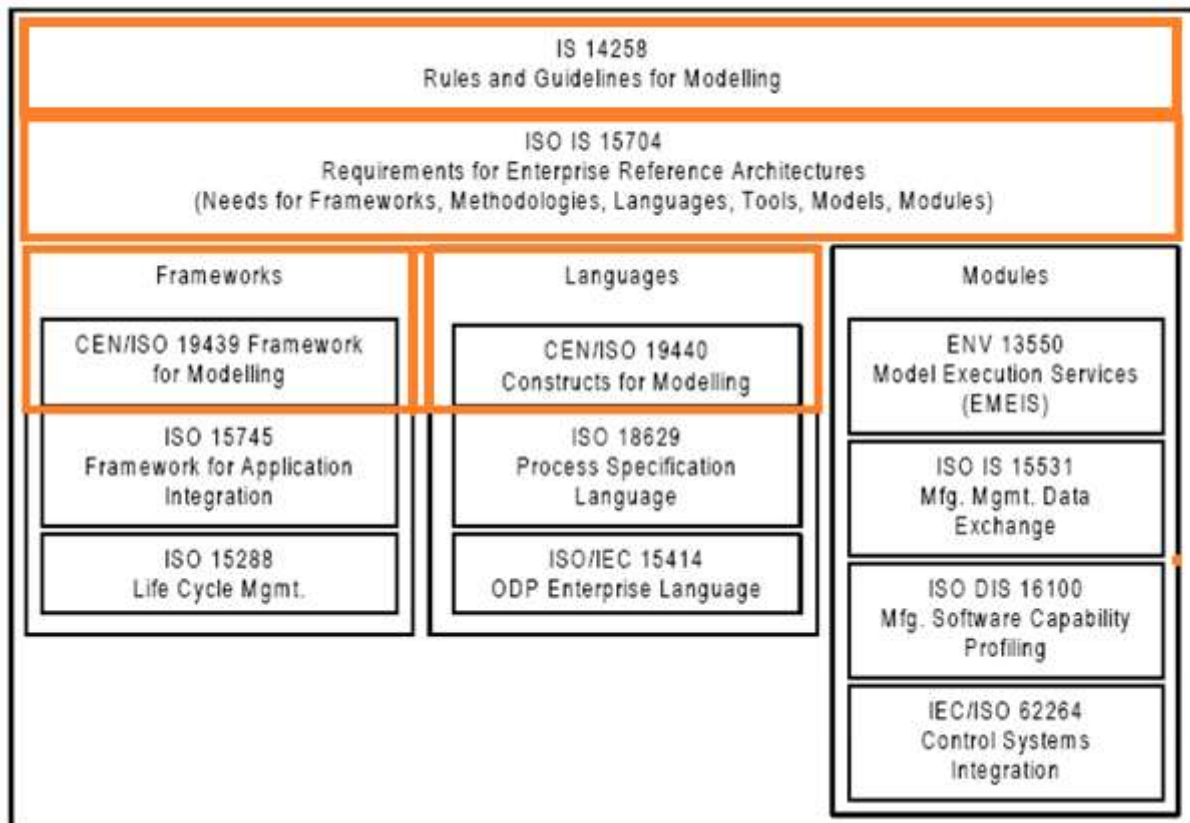 IS 14258
Rules and Guidelines for Modelling
ISO IS 15704
Requirements for Enterprise Reference Architectures
(Needs for Frameworks, Methodologies, Languages, Tools, Models, Modules)
Frameworks
CEN/ISO 19439 Framework
for Modelling
ISO 15745
Framework for Application
Integration
ISO 15288
Life Cycle Mgmt.
Languages
CEN/ISO 19440
Constructs for Modelling
ISO 18629
Process Specification
Language
ISO/IEC 15414
ODP Enterprise Language
Modules
ENV 13550
Model Execution Services
(EMEIS)
ISO IS 15531
Mfg. Mgmt. Data
Exchange
ISO DIS 16100
Mfg. Software Capability
Profiling
IEC/ISO 62264
Control Systems
Integration